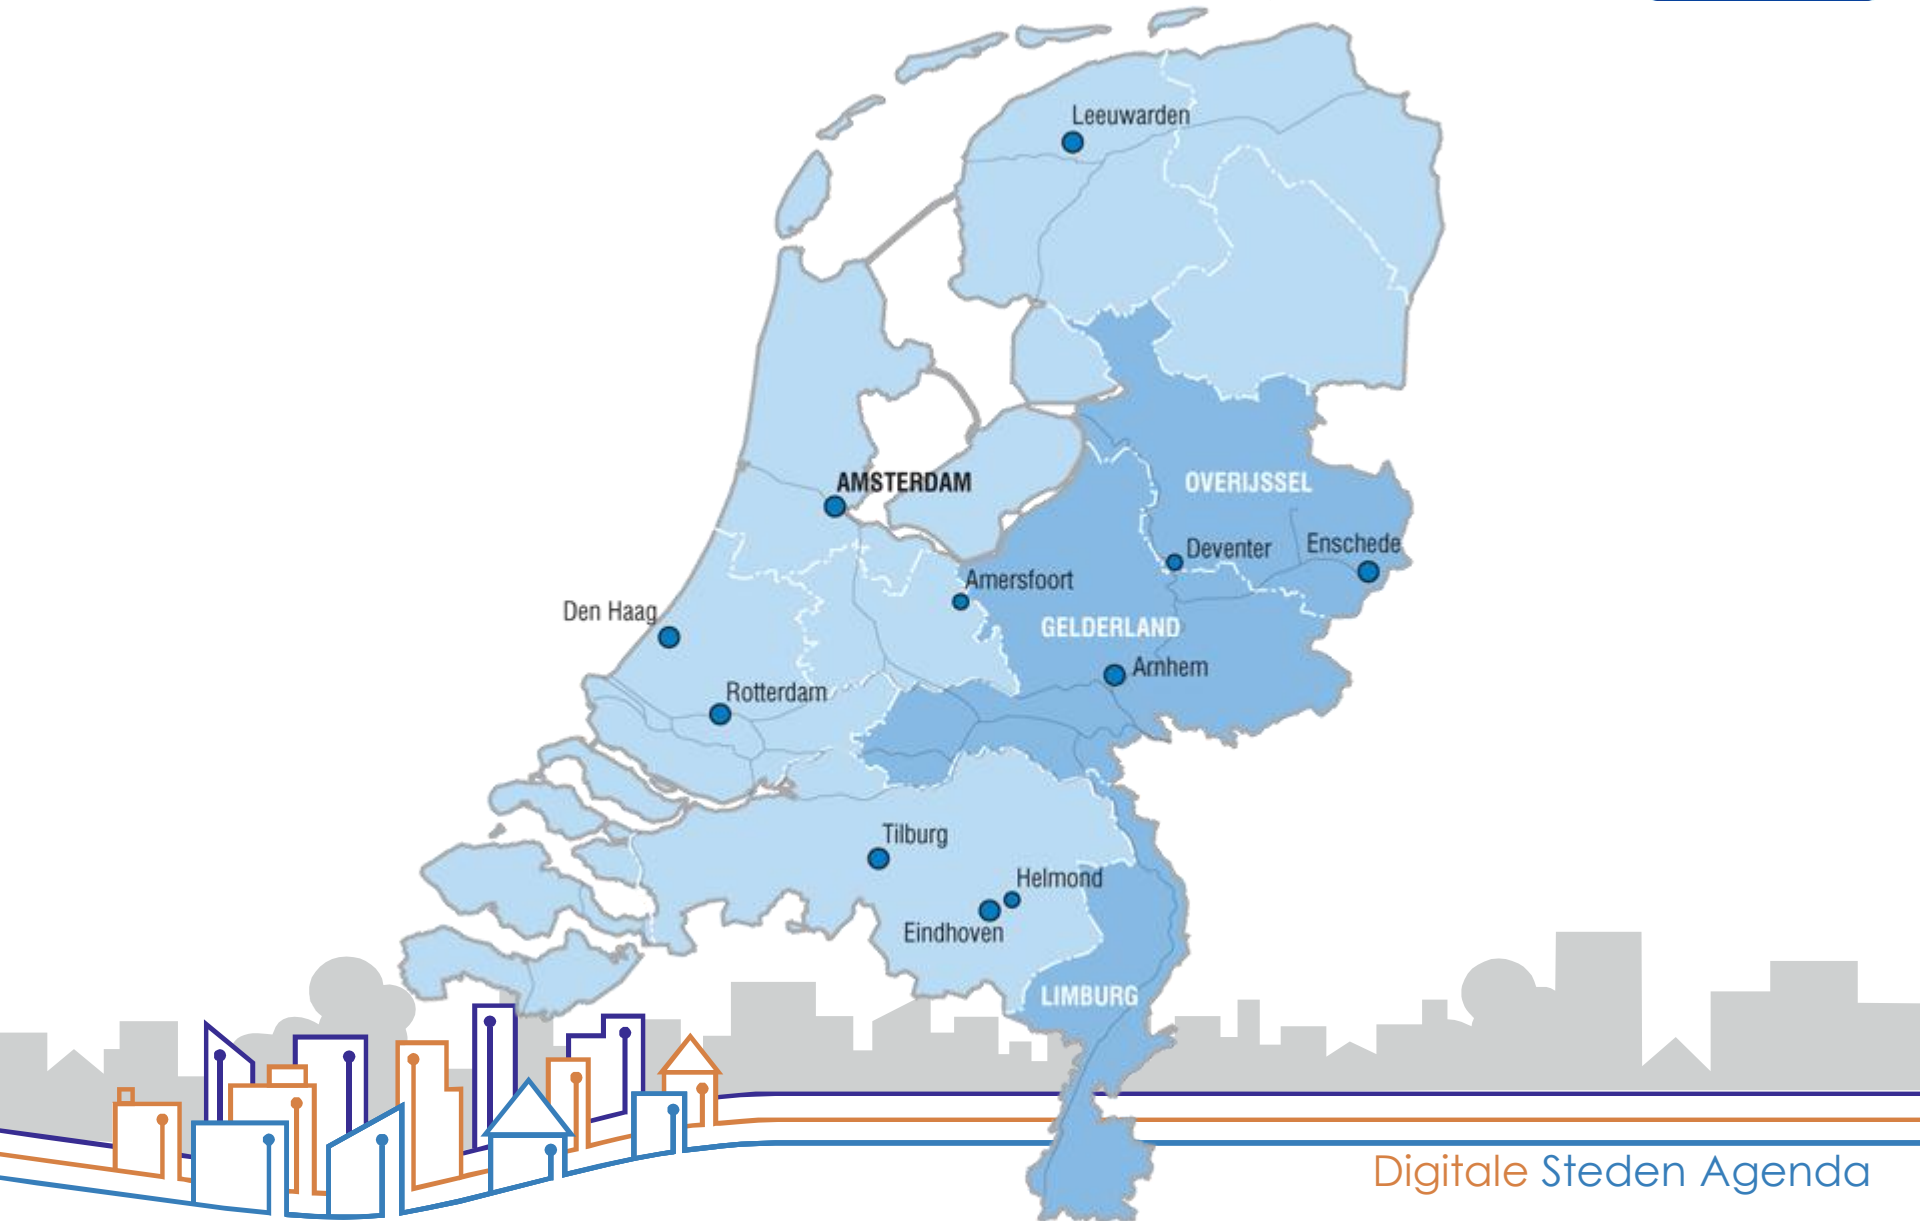 Leeuwarden
AMSTERDAM
OVERIJSSEL
Deventer
Enschede
Amersfoort
Den Haag
GELDERLAND
Arnhem
Rotterdam
Tilburg
Helmond
Eindhoven
LIMBURG
Digitale Steden Agenda